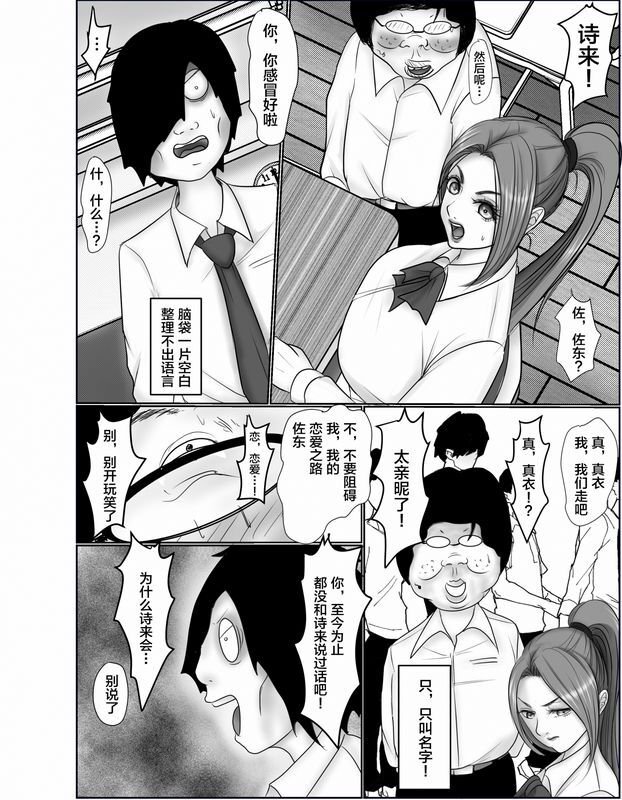 诗来！
然后呢…
佐，佐东
？
你，你
感冒好啦
…
什，什么…？
脑袋一片空白
整理不出语言
真，真衣
我，我们走吧
真，真衣！？
太亲昵了！
只，只叫名字！
不，不要阻碍
我，我的
恋爱之路
佐东
恋，恋爱…！
别，别开玩笑了
你，至今为止
都没和诗来说过话吧！
为什么诗来会…
别说了